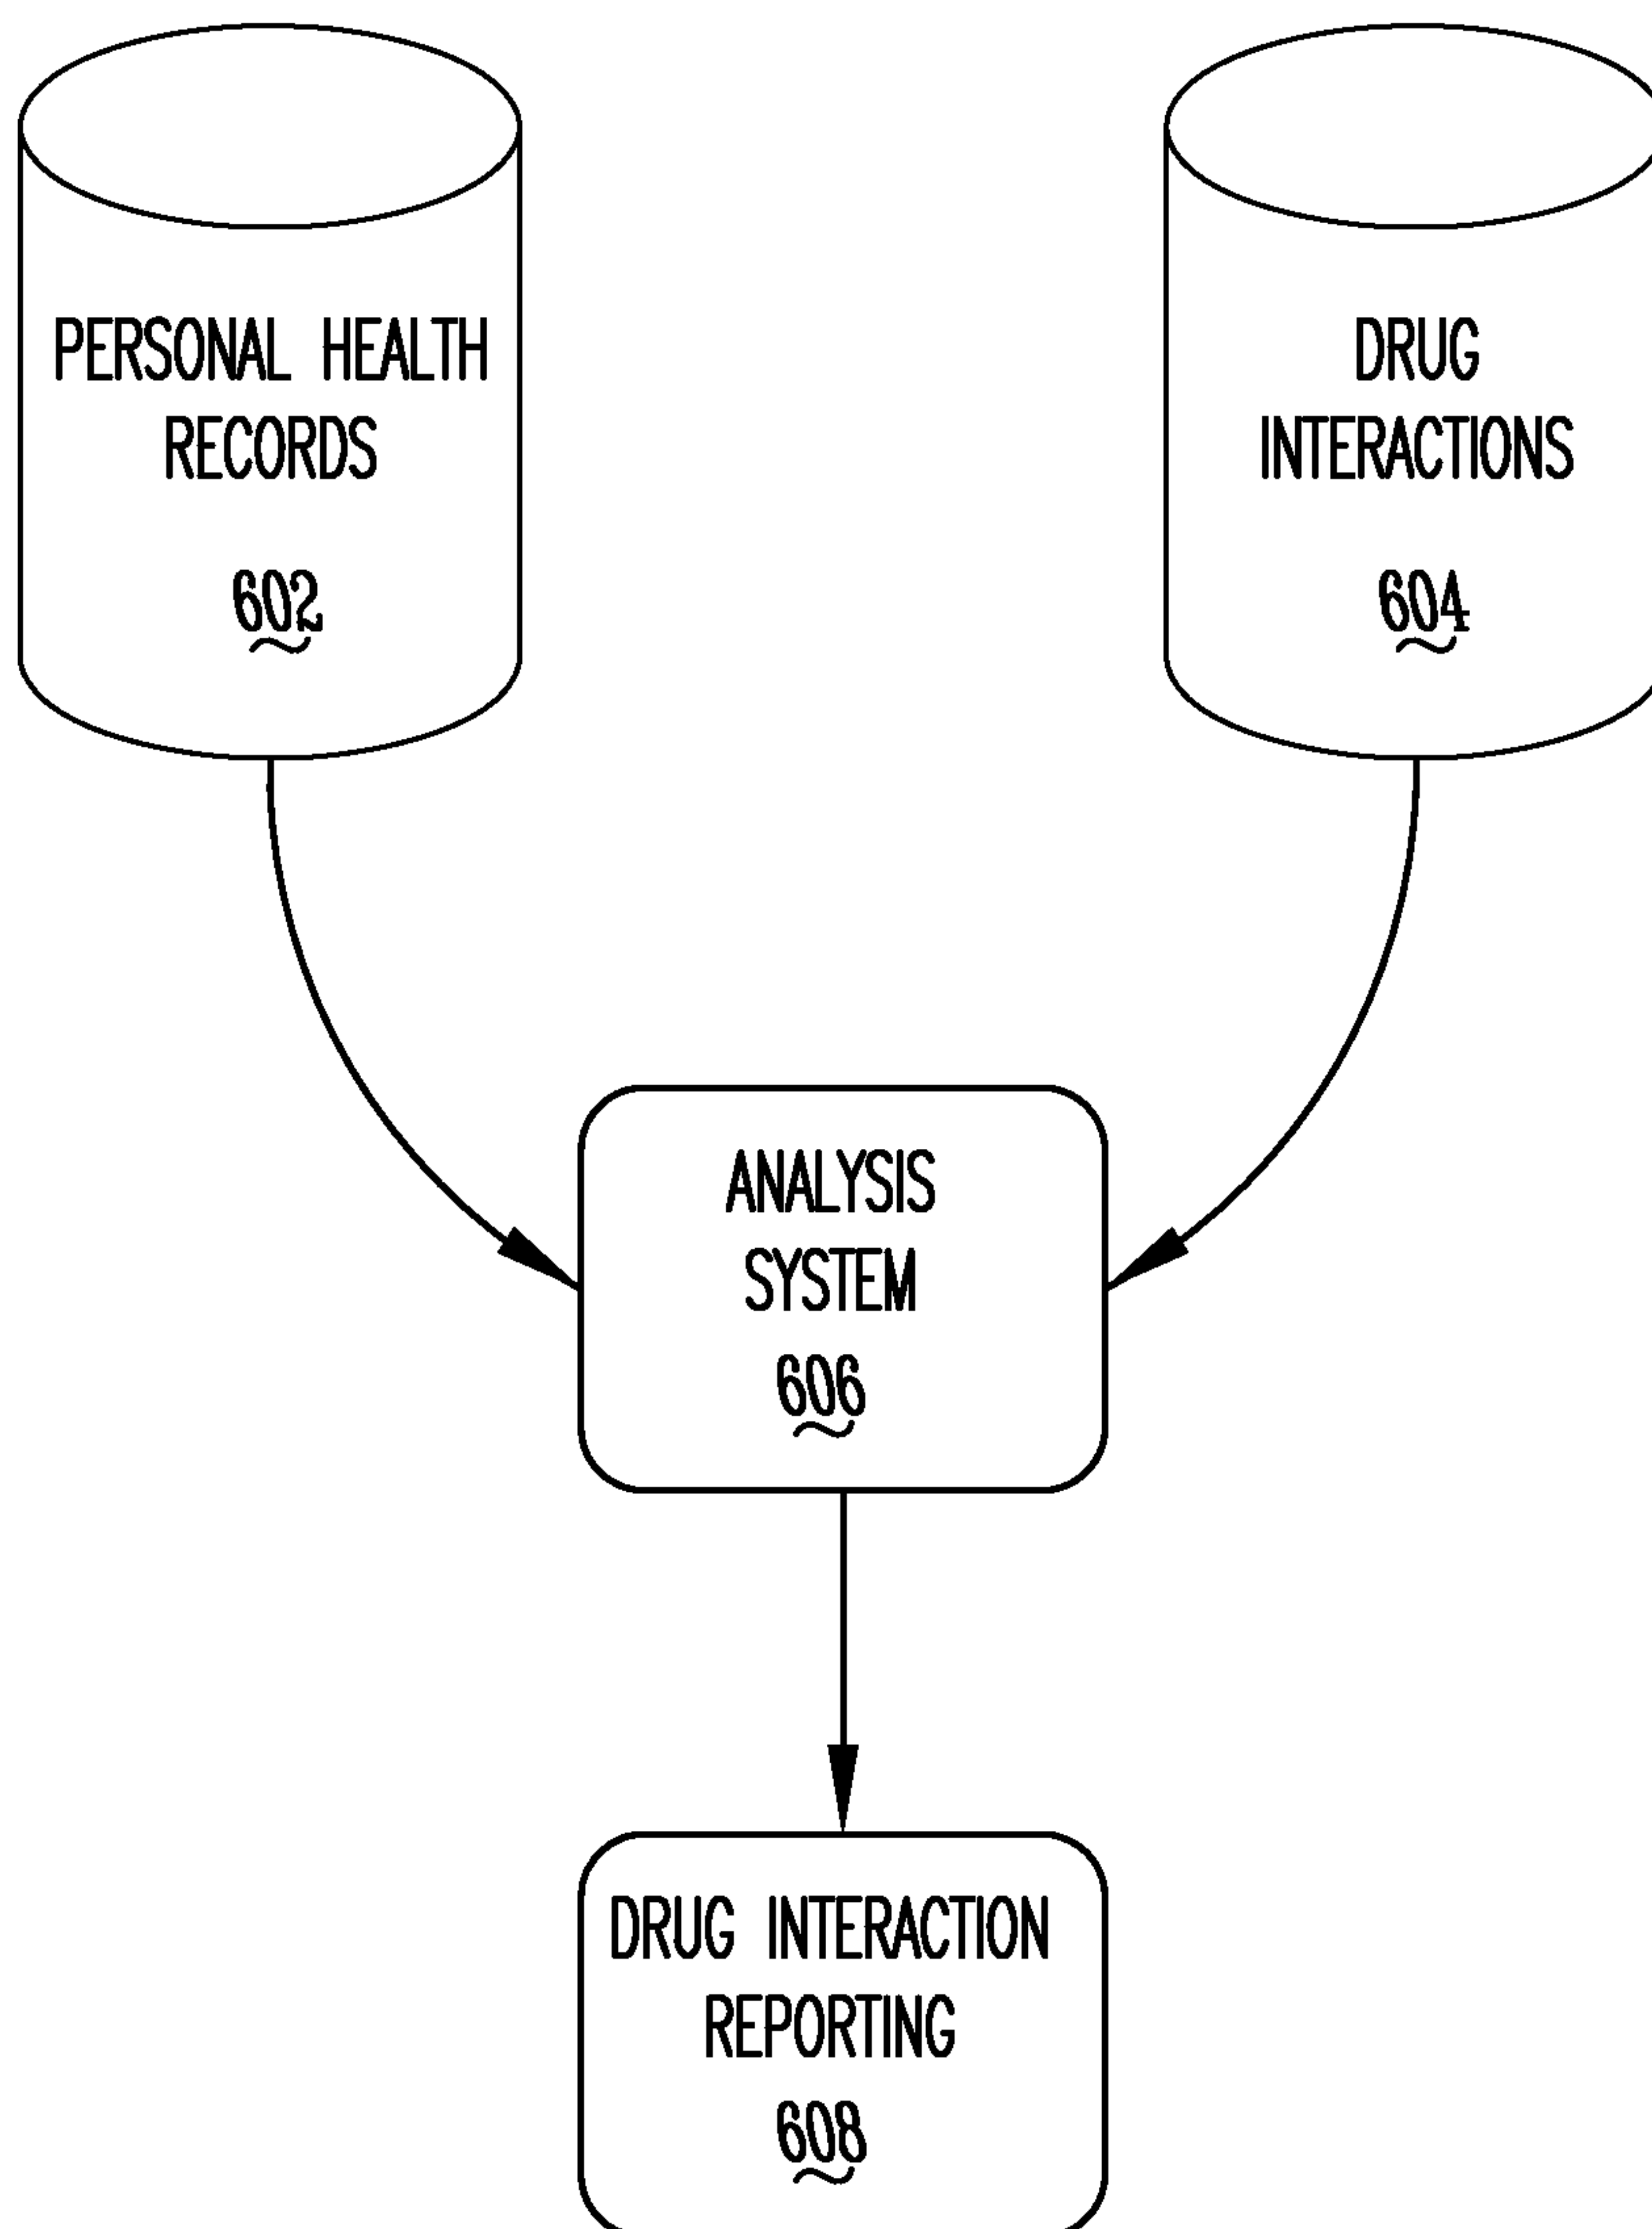 PERSONAL HEALTH
RECORDS
602
DRUG
INTERACTIONS
604
ANALYSIS
SYSTEM
606
DRUG INTERACTION
REPORTING
608